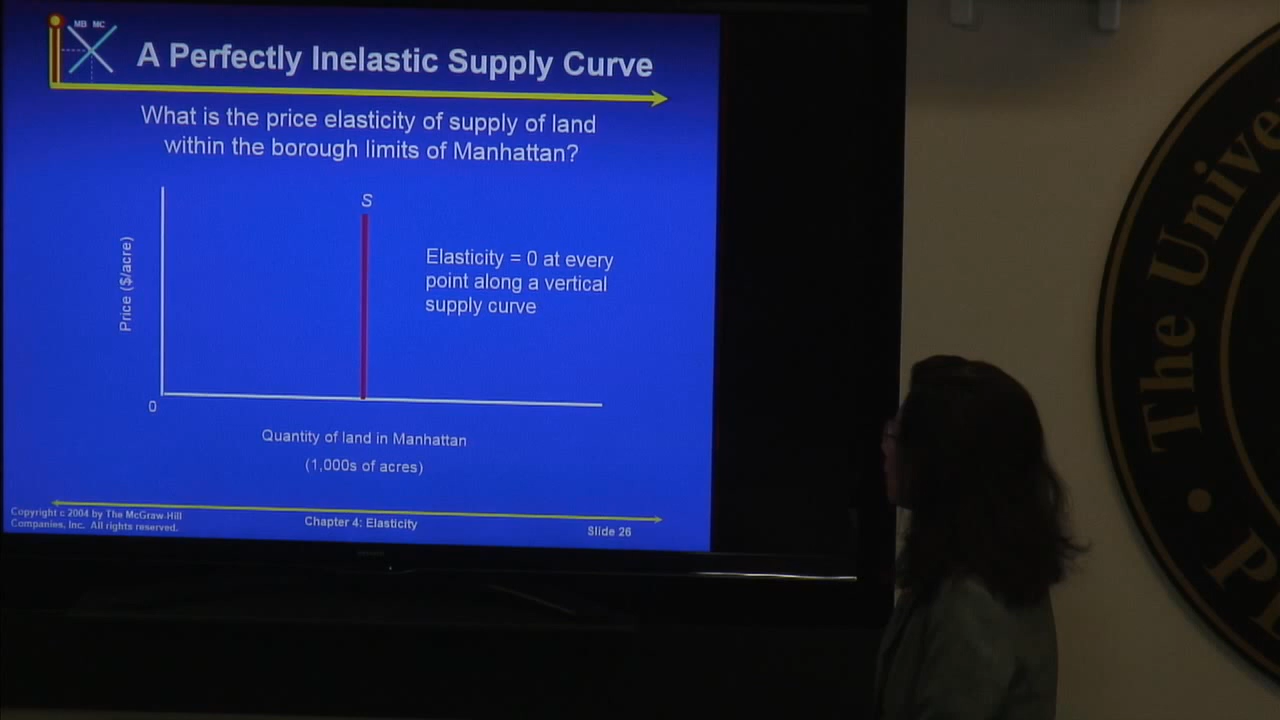 MB MC
A Perfectly Inelastic Supply Curve
What is the price elasticity of supply of land
within the borough limits of Manhattan?
S
Price ($/acre)
Elasticity = 0 at every
point along a vertical
supply curve
0
Quantity of land in Manhattan
(1,000s of acres)
Copyright c 2004 by The McGraw-Hill
Companies, Inc. All rights reserved.
Chapter 4: Elasticity
Slide 26
The